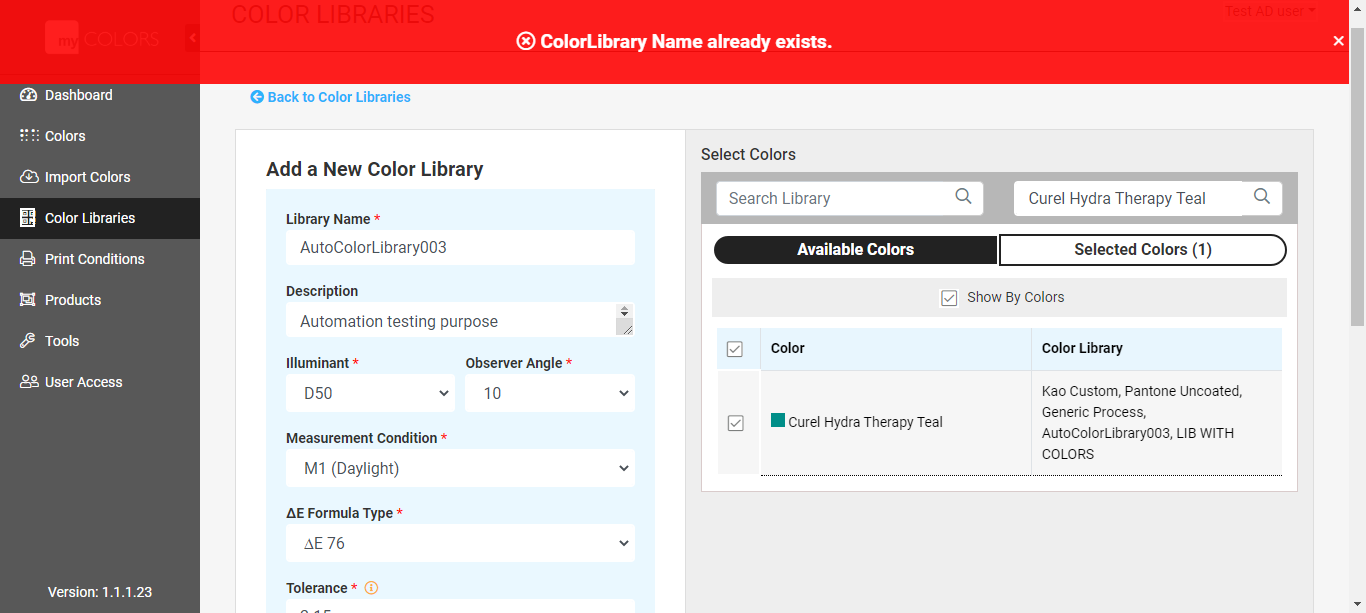 COLOR LIBRARIES
Test AD user
myCOLORS
ColorLibrary Name already exists.
Dashboard
Colors
Import Colors
Color Libraries
Print Conditions
Products
Tools
User Access
Version: 1.1.1.23
Back to Color Libraries
Add a New Color Library
Library Name *
AutoColorLibrary003
Description
Automation testing purpose
Illuminant *
Observer Angle *
D50
10
Measurement Condition *
M1 (Daylight)
ΔE Formula Type *
ΔE 76
Tolerance *
Select Colors
Search Library
Curel Hydra Therapy Teal
Available Colors
Selected Colors (1)
Show By Colors
Color
Color Library
Curel Hydra Therapy Teal
Kao Custom, Pantone Uncoated,
Generic Process,
AutoColorLibrary003, LIB WITH
COLORS